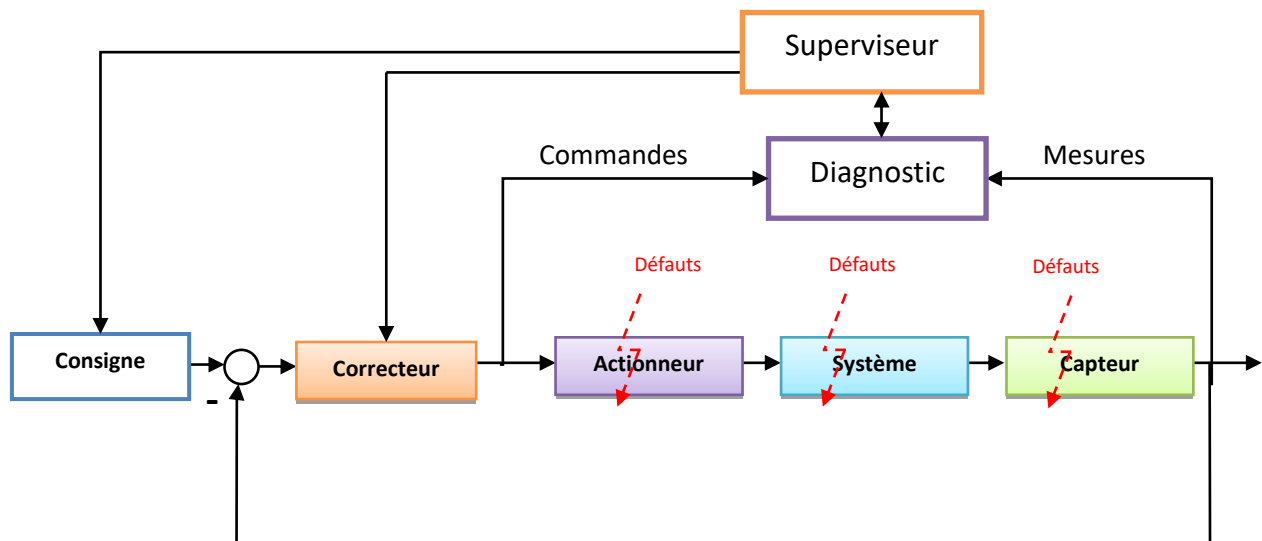 Superviseur
Commandes
Diagnostic
Mesures
Défauts
Défauts
Défauts
Consigne
Correcteur
Actionneur
Système
Capteur
-